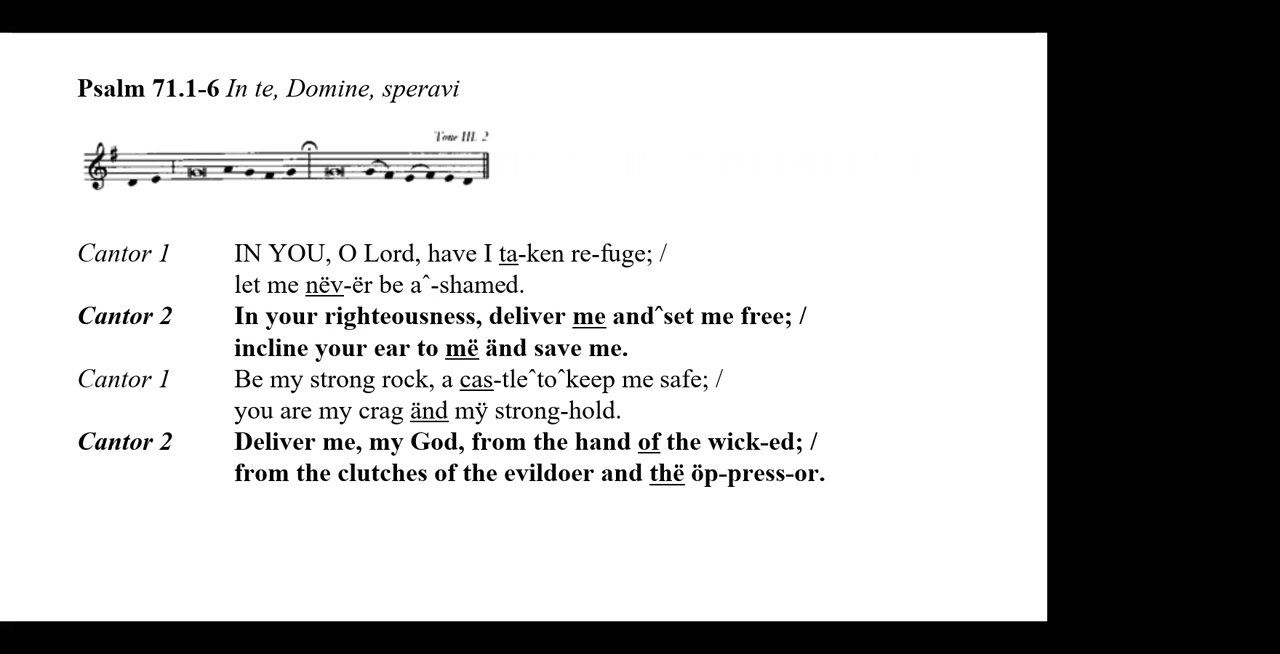 Psalm 71.1-6 In te, Domine, speravi
Tone III. 2
Cantor 1 IN YOU, O Lord, have I ta-ken re-fuge; /
let me nëv-ër be aˆ-shamed.
Cantor 2 In your righteousness, deliver me andˆset me free; /
incline your ear to më änd save me.
Cantor 1 Be my strong rock, a cas-tleˆtoˆkeep me safe; /
you are my crag änd mÿ strong-hold.
Cantor 2 Deliver me, my God, from the hand of the wick-ed; /
from the clutches of the evildoer and thë öp-press-or.